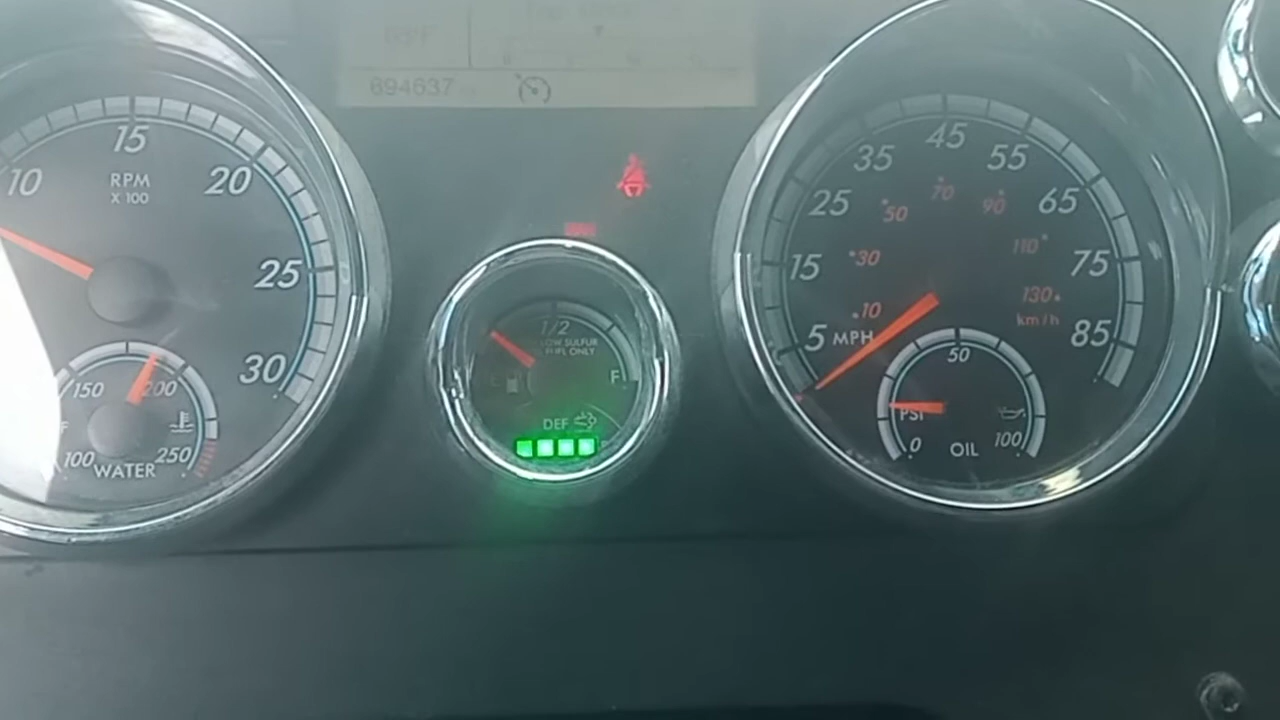 694637
10 15 20 25 30
RPM
X 100
150 200
100 250
WATER
1/2
LOW SULFUR
FUEL ONLY
E F
DEF
5 15 25 35 45 55 65 75 85
MPH
10 30 50 70 90 110 130
km/h
50
PSI
0 100
OIL